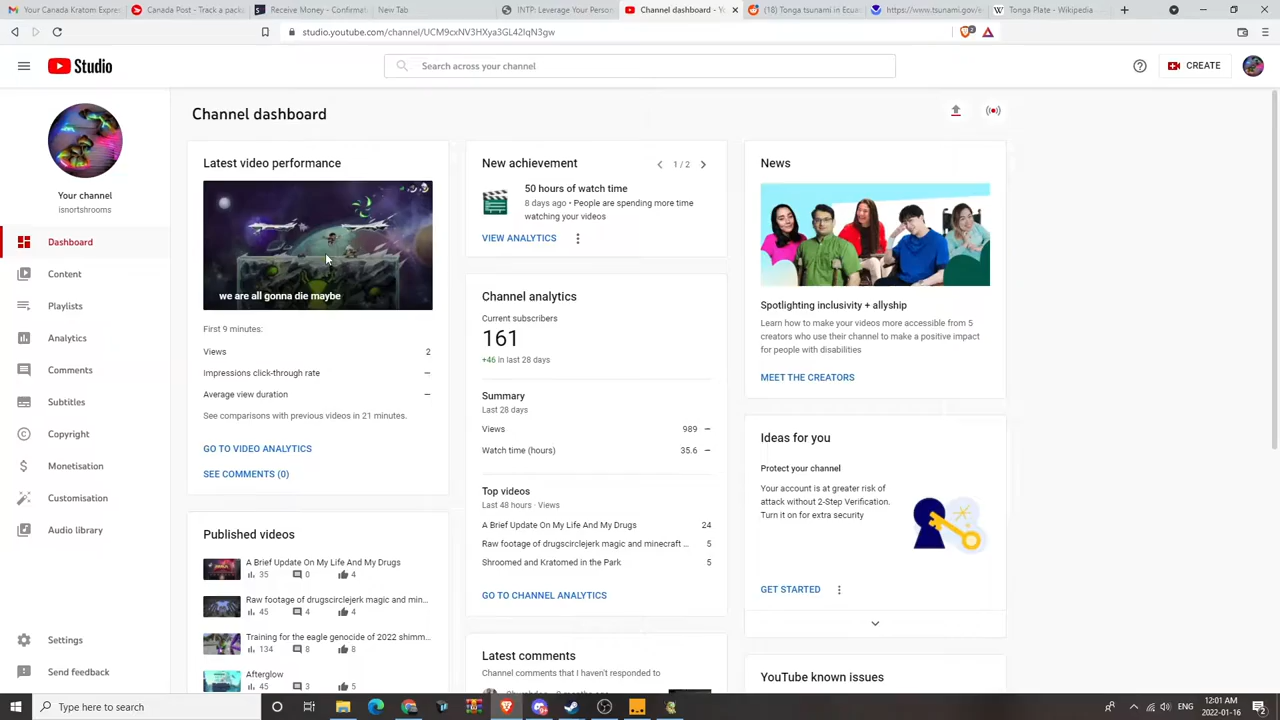 Your Canada Kratom Expres
Canada Post - Track a pack
Receive Money - Confirmat
New Tab
INTP: Leverage Your Person
Channel dashboard - Y
(18) Tonga tsunami in Ecua
https://www.tsunami.gov/e
Tonga Plate - Wikipedia
studio.youtube.com/channel/UCM9cxNV3HXya3GL42IqN3gw
Studio
Search across your channel
CREATE
Your channel
isnortshrooms
Dashboard
Content
Playlists
Analytics
Comments
Subtitles
Copyright
Monetisation
Customisation
Audio library
Settings
Send feedback
Channel dashboard
Latest video performance
we are all gonna die maybe
First 9 minutes:
Views 2
Impressions click-through rate —
Average view duration —
See comparisons with previous videos in 21 minutes.
GO TO VIDEO ANALYTICS
SEE COMMENTS (0)
Published videos
A Brief Update On My Life And My Drugs
35 0 4
Raw footage of drugscirclejerk magic and min...
45 4 4
Training for the eagle genocide of 2022 shimm...
134 8 8
Afterglow
45 3 5
New achievement
1 / 2
50 hours of watch time
8 days ago • People are spending more time
watching your videos
VIEW ANALYTICS
Channel analytics
Current subscribers
161
+46 in last 28 days
Summary
Last 28 days
Views 989 —
Watch time (hours) 35.6 —
Top videos
Last 48 hours · Views
A Brief Update On My Life And My Drugs 24
Raw footage of drugscirclejerk magic and minecraft ... 5
Shroomed and Kratomed in the Park 5
GO TO CHANNEL ANALYTICS
Latest comments
Channel comments that I haven't responded to
News
Spotlighting inclusivity + allyship
Learn how to make your videos more accessible from 5
creators who use their channel to make a positive impact
for people with disabilities
MEET THE CREATORS
Ideas for you
Protect your channel
Your account is at greater risk of
attack without 2-Step Verification.
Turn it on for extra security
GET STARTED
YouTube known issues
Type here to search
12:01 AM
2022-01-16